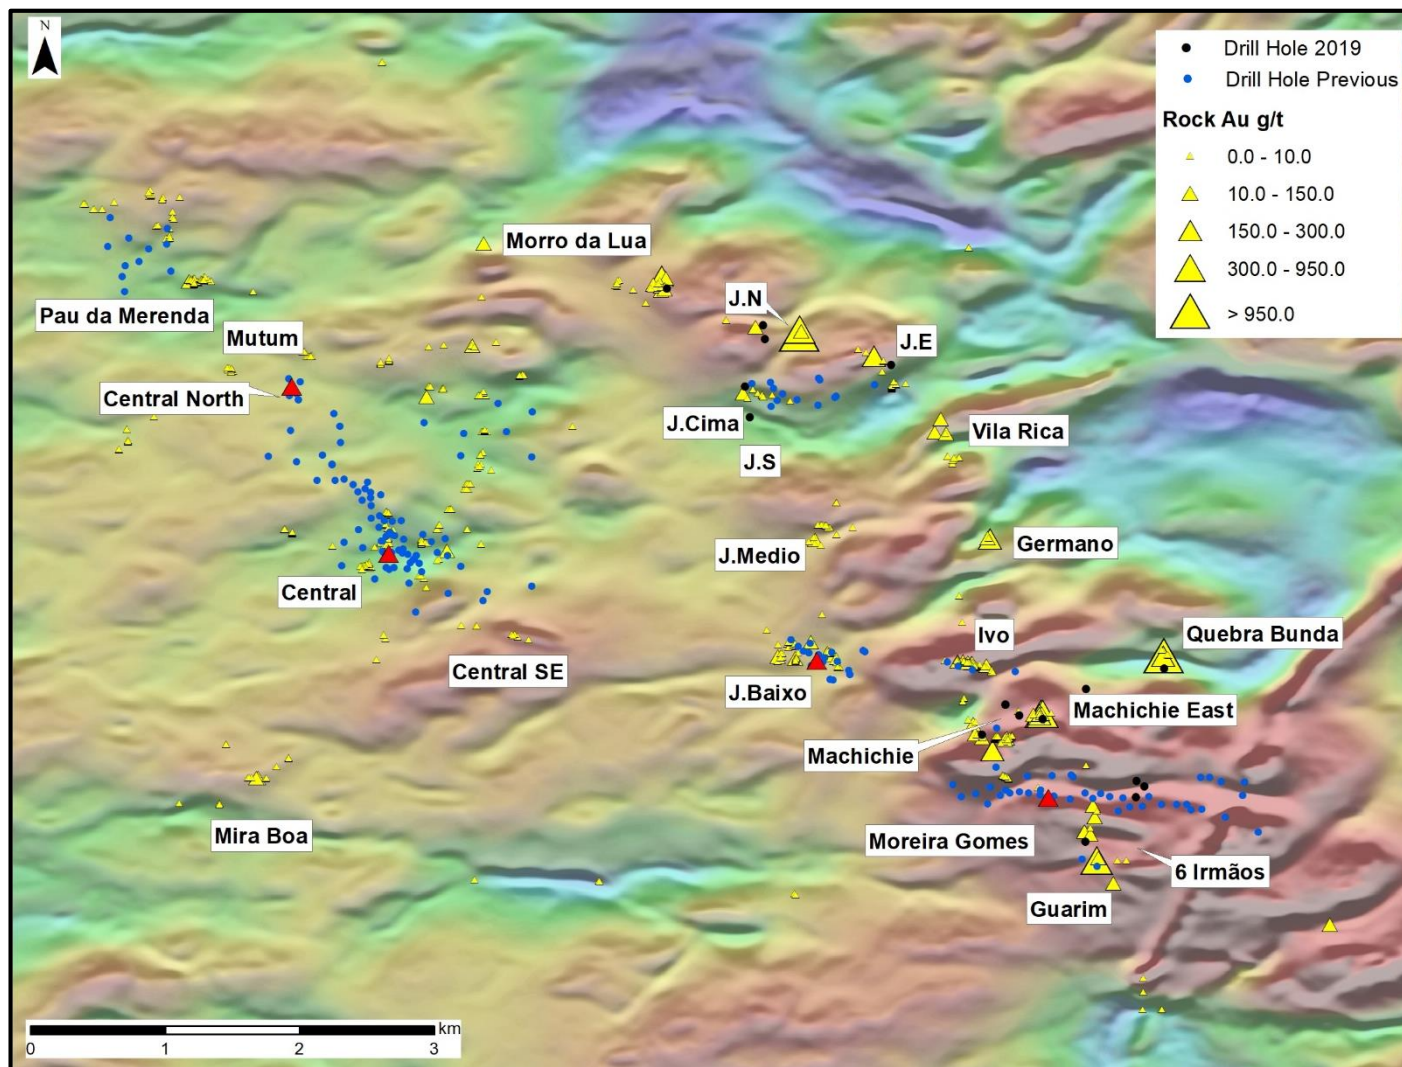 N
Drill Hole 2019
Drill Hole Previous
Rock Au g/t
0.0 - 10.0
10.0 - 150.0
150.0 - 300.0
300.0 - 950.0
> 950.0
Morro da Lua
J.N
Pau da Merenda
Mutum
J.E
Central North
J.Cima
Vila Rica
J.S
J.Medio
Germano
Central
Ivo
Quebra Bunda
Central SE
J.Baixo
Machichie East
Machichie
Mira Boa
Moreira Gomes
6 Irmãos
Guarim
km
0 1 2 3